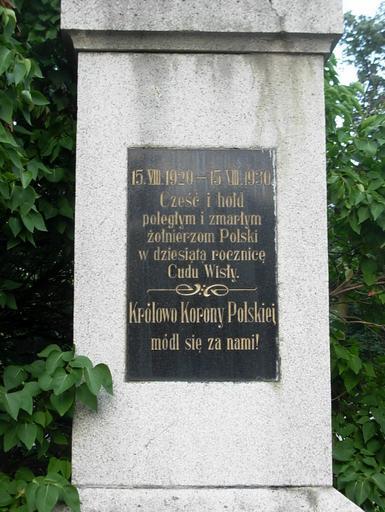 15.VIII.1920–15.VIII.1930
Cześć i hołd
poległym i zmarłym
żołnierzom Polski
w dziesiątą rocznicę
Cudu Wisły.
Królowo Korony Polskiej
módl się za nami!